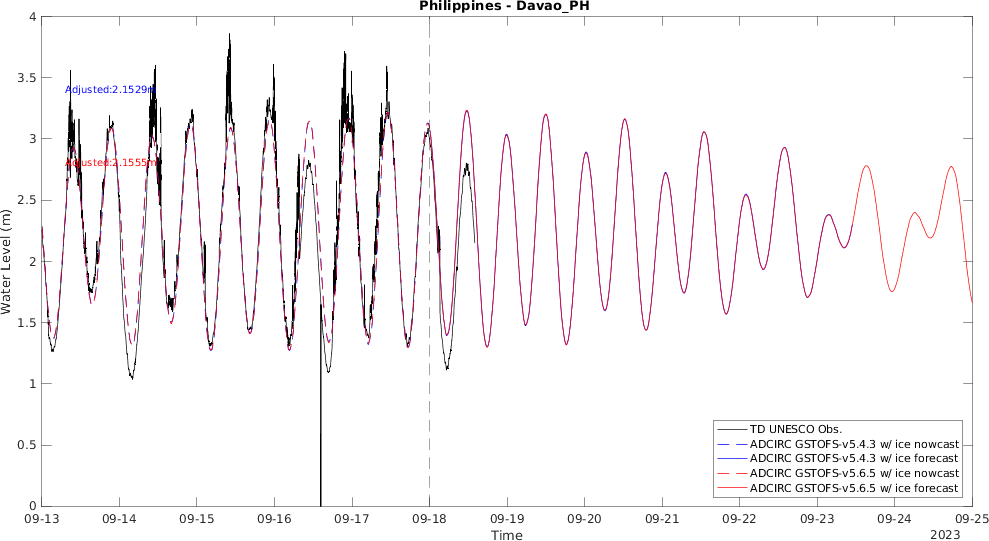 Philippines - Davao_PH
4
3.5
3
2.5
2
1.5
1
0.5
0
Water Level (m)
Adjusted:2.1529m
Adjusted:2.1555m
TD UNESCO Obs.
ADCIRC GSTOFS-v5.4.3 w/ ice nowcast
ADCIRC GSTOFS-v5.4.3 w/ ice forecast
ADCIRC GSTOFS-v5.6.5 w/ ice nowcast
ADCIRC GSTOFS-v5.6.5 w/ ice forecast
09-13 09-14 09-15 09-16 09-17 09-18 09-19 09-20 09-21 09-22 09-23 09-24 09-25
Time
2023